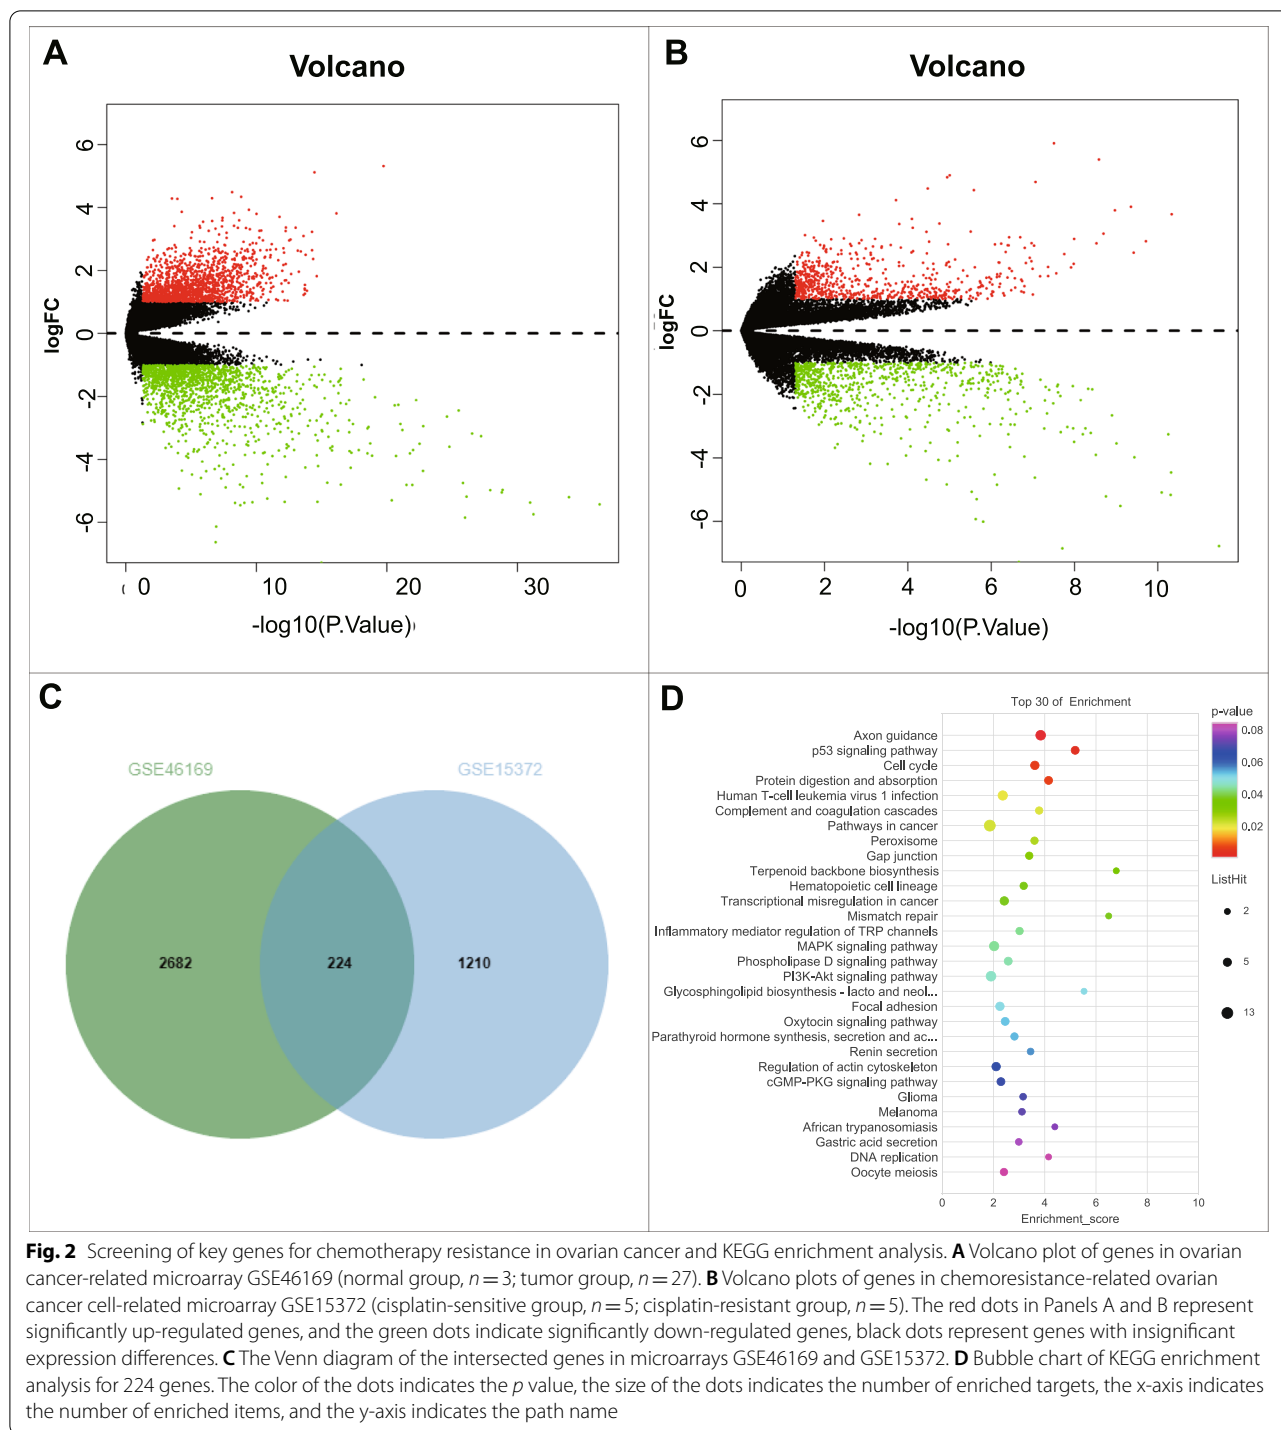 A
Volcano
logFC
6
4
2
0
-2
-4
-6
0
10
20
30
-log10(P.Value)
B
Volcano
logFC
6
4
2
0
-2
-4
-6
0
2
4
6
8
10
-log10(P.Value)
C
GSE46169
GSE15372
2682
224
1210
D
Top 30 of Enrichment
Axon guidance
p53 signaling pathway
Cell cycle
Protein digestion and absorption
Human T-cell leukemia virus 1 infection
Complement and coagulation cascades
Pathways in cancer
Peroxisome
Gap junction
Terpenoid backbone biosynthesis
Hematopoietic cell lineage
Transcriptional misregulation in cancer
Mismatch repair
Inflammatory mediator regulation of TRP channels
MAPK signaling pathway
Phospholipase D signaling pathway
PI3K-Akt signaling pathway
Glycosphingolipid biosynthesis - lacto and neol...
Focal adhesion
Oxytocin signaling pathway
Parathyroid hormone synthesis, secretion and ac...
Renin secretion
Regulation of actin cytoskeleton
cGMP-PKG signaling pathway
Glioma
Melanoma
African trypanosomiasis
Gastric acid secretion
DNA replication
Oocyte meiosis
0
2
4
6
8
10
Enrichment_score
p-value
0.08
0.06
0.04
0.02
ListHit
2
5
13
Fig. 2 Screening of key genes for chemotherapy resistance in ovarian cancer and KEGG enrichment analysis. A Volcano plot of genes in ovarian
cancer-related microarray GSE46169 (normal group, n = 3; tumor group, n = 27). B Volcano plots of genes in chemoresistance-related ovarian
cancer cell-related microarray GSE15372 (cisplatin-sensitive group, n = 5; cisplatin-resistant group, n = 5). The red dots in Panels A and B represent
significantly up-regulated genes, and the green dots indicate significantly down-regulated genes, black dots represent genes with insignificant
expression differences. C The Venn diagram of the intersected genes in microarrays GSE46169 and GSE15372. D Bubble chart of KEGG enrichment
analysis for 224 genes. The color of the dots indicates the p value, the size of the dots indicates the number of enriched targets, the x-axis indicates
the number of enriched items, and the y-axis indicates the path name